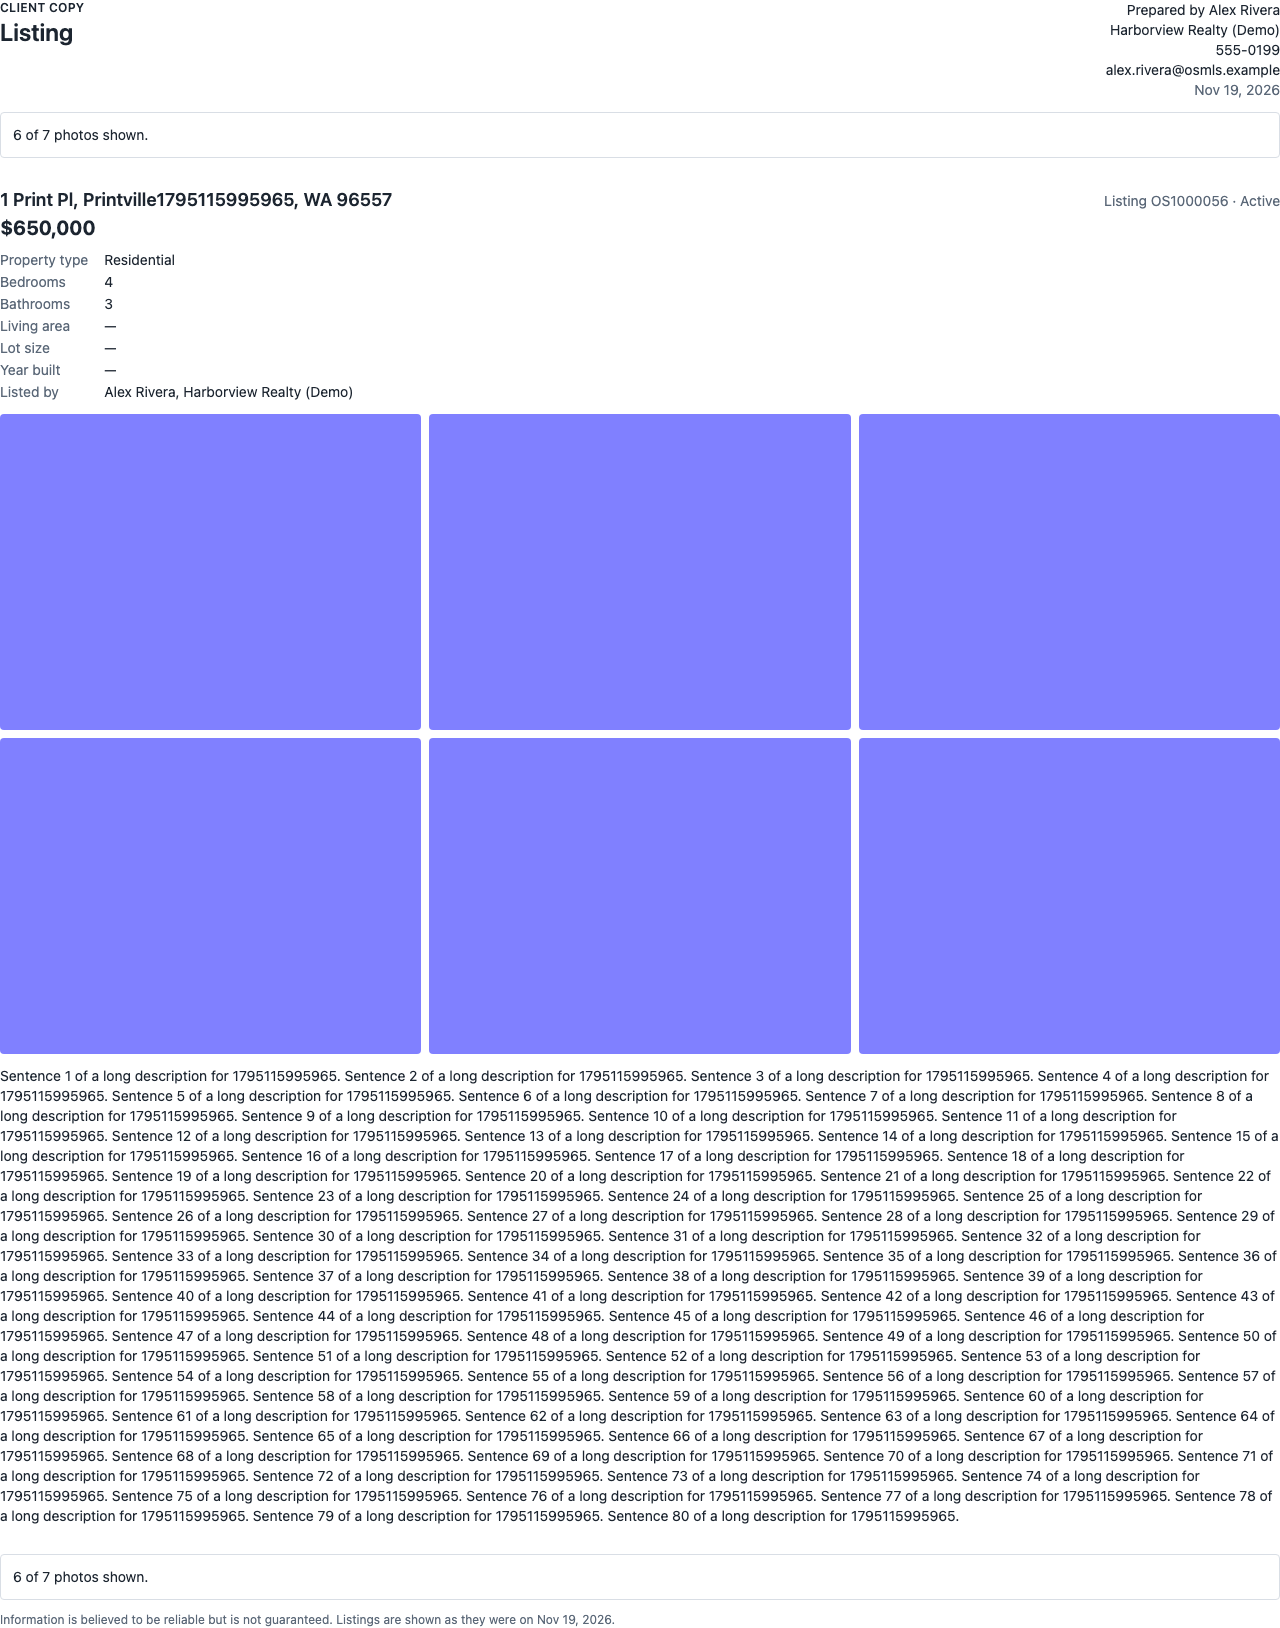 CLIENT COPY
Listing
Prepared by Alex Rivera
Harborview Realty (Demo)
555-0199
alex.rivera@osmls.example
Nov 19, 2026
6 of 7 photos shown.
1 Print Pl, Printville1795115995965, WA 96557
Listing OS1000056 · Active
$650,000
Property type Residential
Bedrooms 4
Bathrooms 3
Living area —
Lot size —
Year built —
Listed by Alex Rivera, Harborview Realty (Demo)
Sentence 1 of a long description for 1795115995965. Sentence 2 of a long description for 1795115995965. Sentence 3 of a long description for 1795115995965. Sentence 4 of a long description for
1795115995965. Sentence 5 of a long description for 1795115995965. Sentence 6 of a long description for 1795115995965. Sentence 7 of a long description for 1795115995965. Sentence 8 of a
long description for 1795115995965. Sentence 9 of a long description for 1795115995965. Sentence 10 of a long description for 1795115995965. Sentence 11 of a long description for
1795115995965. Sentence 12 of a long description for 1795115995965. Sentence 13 of a long description for 1795115995965. Sentence 14 of a long description for 1795115995965. Sentence 15 of a
long description for 1795115995965. Sentence 16 of a long description for 1795115995965. Sentence 17 of a long description for 1795115995965. Sentence 18 of a long description for
1795115995965. Sentence 19 of a long description for 1795115995965. Sentence 20 of a long description for 1795115995965. Sentence 21 of a long description for 1795115995965. Sentence 22 of
a long description for 1795115995965. Sentence 23 of a long description for 1795115995965. Sentence 24 of a long description for 1795115995965. Sentence 25 of a long description for
1795115995965. Sentence 26 of a long description for 1795115995965. Sentence 27 of a long description for 1795115995965. Sentence 28 of a long description for 1795115995965. Sentence 29 of
a long description for 1795115995965. Sentence 30 of a long description for 1795115995965. Sentence 31 of a long description for 1795115995965. Sentence 32 of a long description for
1795115995965. Sentence 33 of a long description for 1795115995965. Sentence 34 of a long description for 1795115995965. Sentence 35 of a long description for 1795115995965. Sentence 36 of
a long description for 1795115995965. Sentence 37 of a long description for 1795115995965. Sentence 38 of a long description for 1795115995965. Sentence 39 of a long description for
1795115995965. Sentence 40 of a long description for 1795115995965. Sentence 41 of a long description for 1795115995965. Sentence 42 of a long description for 1795115995965. Sentence 43 of
a long description for 1795115995965. Sentence 44 of a long description for 1795115995965. Sentence 45 of a long description for 1795115995965. Sentence 46 of a long description for
1795115995965. Sentence 47 of a long description for 1795115995965. Sentence 48 of a long description for 1795115995965. Sentence 49 of a long description for 1795115995965. Sentence 50 of
a long description for 1795115995965. Sentence 51 of a long description for 1795115995965. Sentence 52 of a long description for 1795115995965. Sentence 53 of a long description for
1795115995965. Sentence 54 of a long description for 1795115995965. Sentence 55 of a long description for 1795115995965. Sentence 56 of a long description for 1795115995965. Sentence 57 of
a long description for 1795115995965. Sentence 58 of a long description for 1795115995965. Sentence 59 of a long description for 1795115995965. Sentence 60 of a long description for
1795115995965. Sentence 61 of a long description for 1795115995965. Sentence 62 of a long description for 1795115995965. Sentence 63 of a long description for 1795115995965. Sentence 64 of
a long description for 1795115995965. Sentence 65 of a long description for 1795115995965. Sentence 66 of a long description for 1795115995965. Sentence 67 of a long description for
1795115995965. Sentence 68 of a long description for 1795115995965. Sentence 69 of a long description for 1795115995965. Sentence 70 of a long description for 1795115995965. Sentence 71 of
a long description for 1795115995965. Sentence 72 of a long description for 1795115995965. Sentence 73 of a long description for 1795115995965. Sentence 74 of a long description for
1795115995965. Sentence 75 of a long description for 1795115995965. Sentence 76 of a long description for 1795115995965. Sentence 77 of a long description for 1795115995965. Sentence 78 of
a long description for 1795115995965. Sentence 79 of a long description for 1795115995965. Sentence 80 of a long description for 1795115995965.
6 of 7 photos shown.
Information is believed to be reliable but is not guaranteed. Listings are shown as they were on Nov 19, 2026.